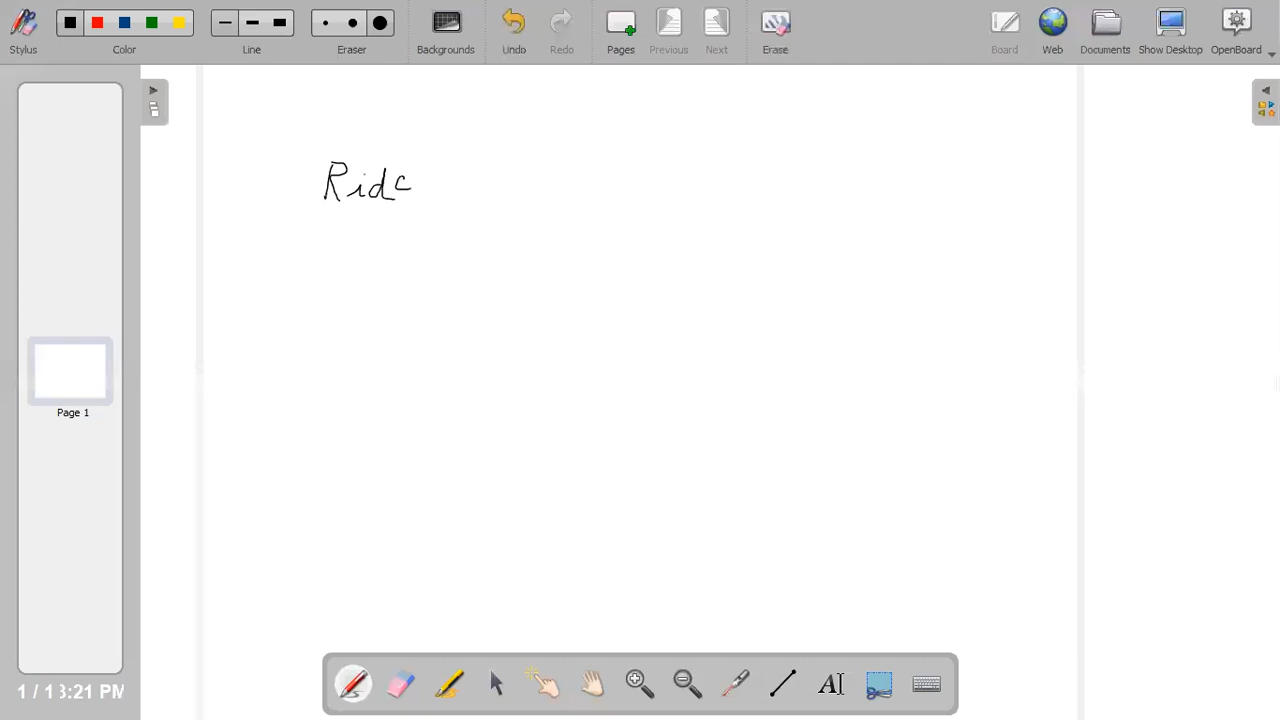 Stylus
Color
Line
Eraser
Backgrounds
Undo
Redo
Pages
Previous
Next
Erase
Board
Web
Documents
Show Desktop
OpenBoard
Ridc
Page 1
1 / 1 3:21 PM
AI